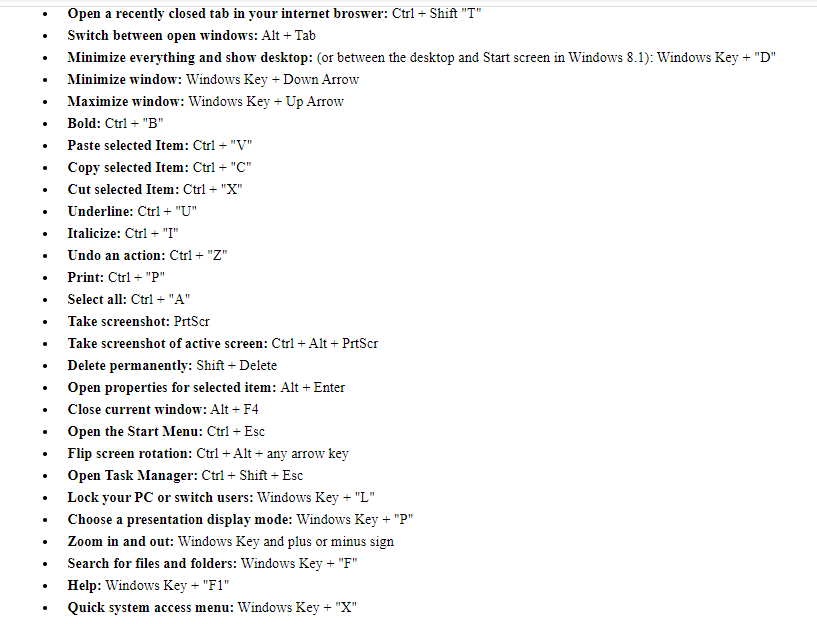 • Open a recently closed tab in your internet broswer: Ctrl + Shift "T"
• Switch between open windows: Alt + Tab
• Minimize everything and show desktop: (or between the desktop and Start screen in Windows 8.1): Windows Key + "D"
• Minimize window: Windows Key + Down Arrow
• Maximize window: Windows Key + Up Arrow
• Bold: Ctrl + "B"
• Paste selected Item: Ctrl + "V"
• Copy selected Item: Ctrl + "C"
• Cut selected Item: Ctrl + "X"
• Underline: Ctrl + "U"
• Italicize: Ctrl + "I"
• Undo an action: Ctrl + "Z"
• Print: Ctrl + "P"
• Select all: Ctrl + "A"
• Take screenshot: PrtScr
• Take screenshot of active screen: Ctrl + Alt + PrtScr
• Delete permanently: Shift + Delete
• Open properties for selected item: Alt + Enter
• Close current window: Alt + F4
• Open the Start Menu: Ctrl + Esc
• Flip screen rotation: Ctrl + Alt + any arrow key
• Open Task Manager: Ctrl + Shift + Esc
• Lock your PC or switch users: Windows Key + "L"
• Choose a presentation display mode: Windows Key + "P"
• Zoom in and out: Windows Key and plus or minus sign
• Search for files and folders: Windows Key + "F"
• Help: Windows Key + "F1"
• Quick system access menu: Windows Key + "X"